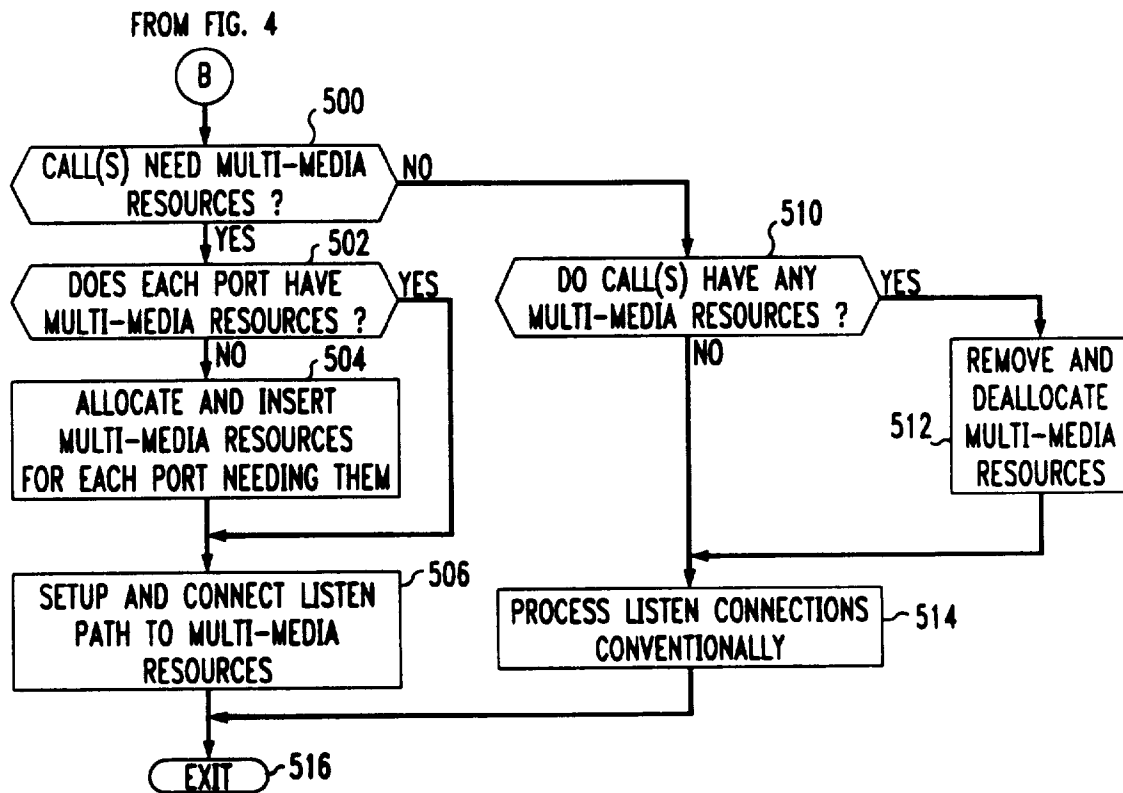 FROM FIG. 4
B
500
CALL(S) NEED MULTI-MEDIA
RESOURCES ?
NO
YES
502
DOES EACH PORT HAVE
MULTI-MEDIA RESOURCES ?
YES
NO
504
ALLOCATE AND INSERT
MULTI-MEDIA RESOURCES
FOR EACH PORT NEEDING THEM
506
SETUP AND CONNECT LISTEN
PATH TO MULTI-MEDIA
RESOURCES
510
DO CALL(S) HAVE ANY
MULTI-MEDIA RESOURCES ?
YES
NO
512
REMOVE AND
DEALLOCATE
MULTI-MEDIA
RESOURCES
PROCESS LISTEN CONNECTIONS
CONVENTIONALLY
514
EXIT
516